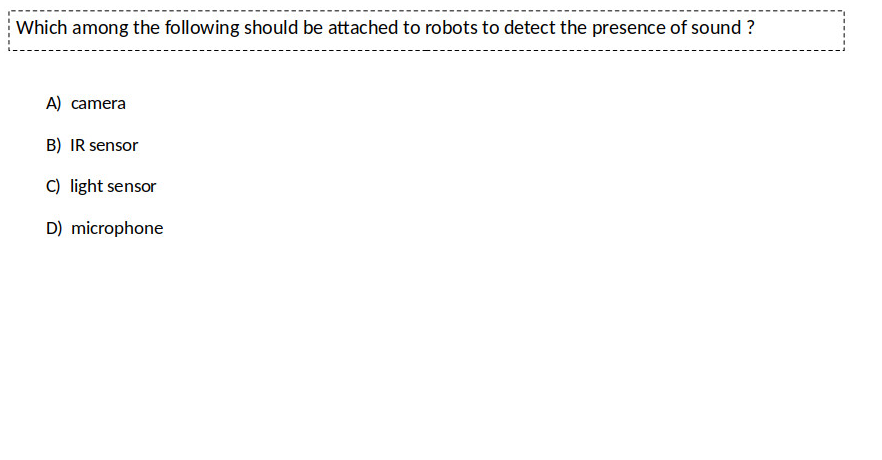 Which among the following should be attached to robots to detect the presence of sound ?
A) camera
B) IR sensor
C) light sensor
D) microphone